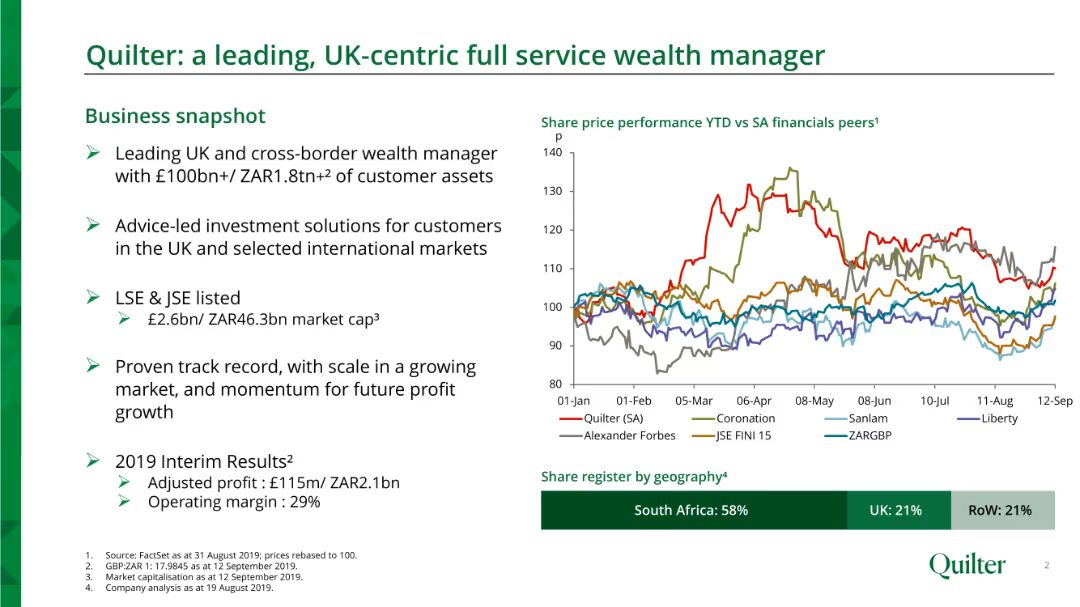 Quilter: a leading, UK-centric full service wealth manager
Business snapshot
Leading UK and cross-border wealth manager
with £100bn+/ ZAR1.8tn+² of customer assets
Advice-led investment solutions for customers
in the UK and selected international markets
LSE & JSE listed
£2.6bn/ ZAR46.3bn market cap³
Proven track record, with scale in a growing
market, and momentum for future profit
growth
2019 Interim Results²
Adjusted profit : £115m/ ZAR2.1bn
Operating margin : 29%
Share price performance YTD vs SA financials peers¹
p
140
130
120
110
100
90
80
01-Jan 01-Feb 05-Mar 06-Apr 08-May 08-Jun 10-Jul 11-Aug 12-Sep
Quilter (SA) Coronation Sanlam Liberty
Alexander Forbes JSE FINI 15 ZARGBP
Share register by geography⁴
South Africa: 58% UK: 21% RoW: 21%
1. Source: FactSet as at 31 August 2019; prices rebased to 100.
2. GBP:ZAR 1: 17.9845 as at 12 September 2019.
3. Market capitalisation as at 12 September 2019.
4. Company analysis as at 19 August 2019.
Quilter
2